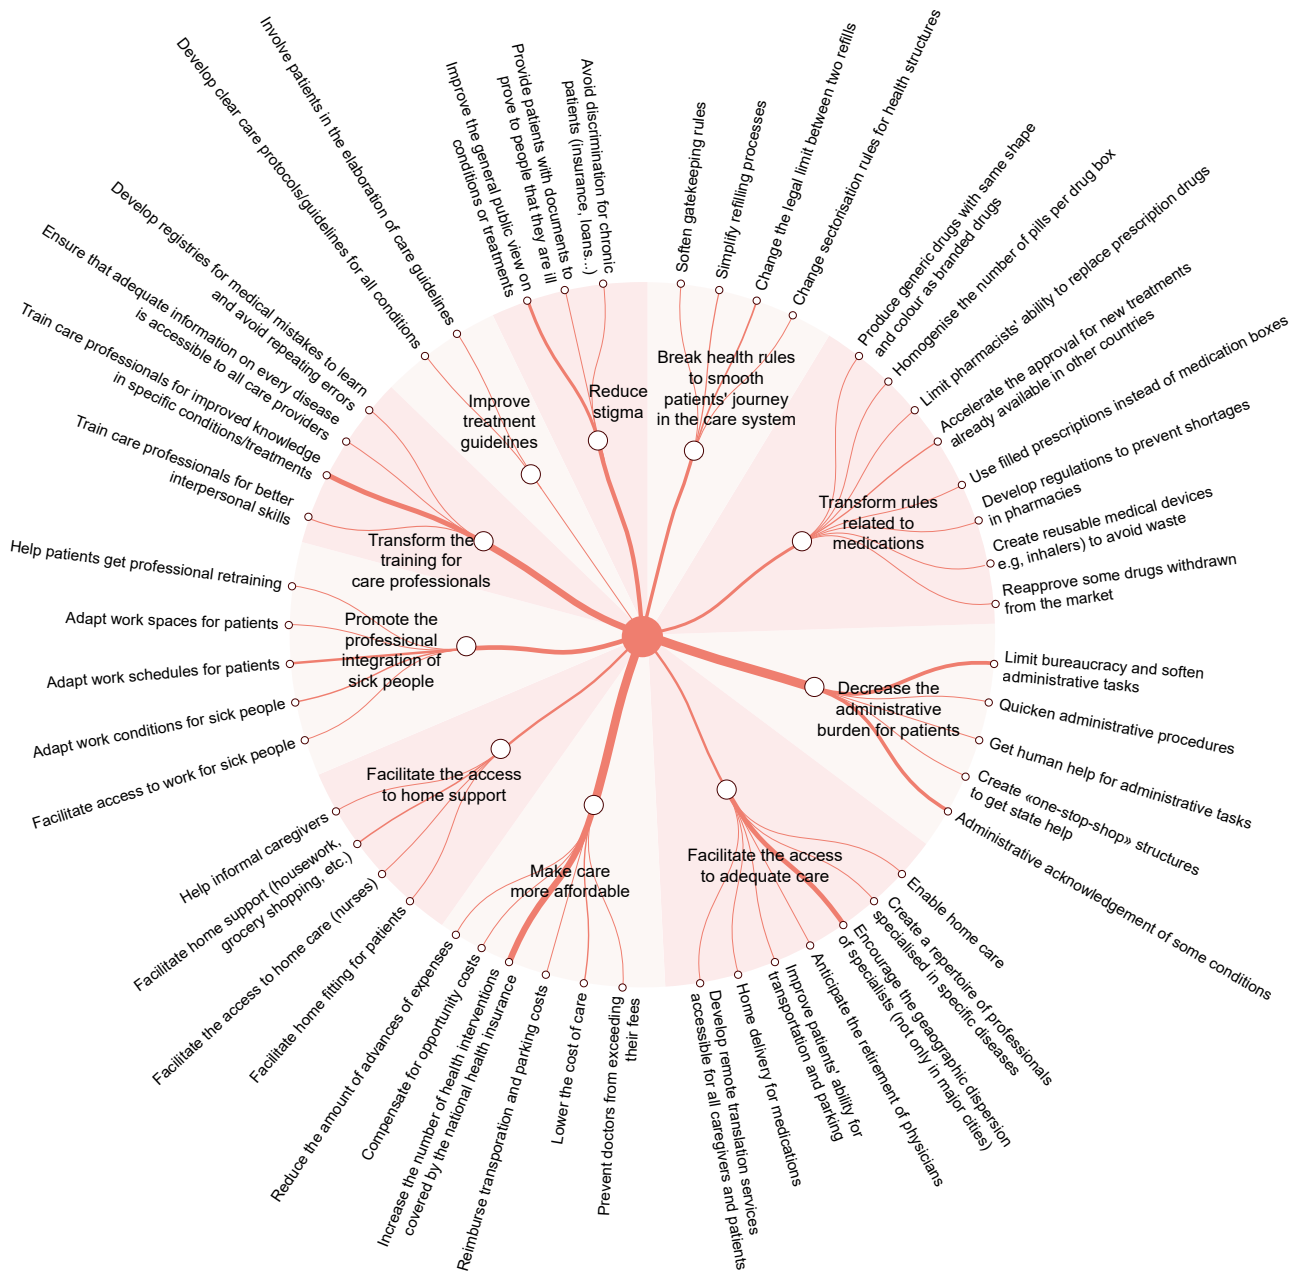 Involve patients in the elaboration of care guidelines
Develop clear care protocols/guidelines for all conditions
Improve
treatment
guidelines
Improve the general public view on
conditions or treatments
Provide patients with documents to
prove to people that they are ill
Avoid discrimination for chronic
patients (insurance, loans...)
Reduce
stigma
Soften gatekeeping rules
Simplify refilling processes
Change the legal limit between two refills
Change sectorisation rules for health structures
Break health rules
to smooth
patients' journey
in the care system
Produce generic drugs with same shape
and colour as branded drugs
Homogenise the number of pills per drug box
Limit pharmacists' ability to replace prescription drugs
Accelerate the approval for new treatments
already available in other countries
Use filled prescriptions instead of medication boxes
Develop regulations to prevent shortages
in pharmacies
Create reusable medical devices
e.g, inhalers) to avoid waste
Reapprove some drugs withdrawn
from the market
Transform rules
related to
medications
Limit bureaucracy and soften
administrative tasks
Quicken administrative procedures
Get human help for administrative tasks
Create «one-stop-shop» structures
to get state help
Administrative acknowledgement of some conditions
Decrease the
administrative
burden for patients
Enable home care
Create a repertoire of professionals
specialised in specific diseases
Encourage the geaographic dispersion
of specialists (not only in major cities)
Anticipate the retirement of physicians
Improve patients' ability for
transportation and parking
Home delivery for medications
Develop remote translation services
accessible for all caregivers and patients
Facilitate the access
to adequate care
Prevent doctors from exceeding
their fees
Lower the cost of care
Reimburse transporation and parking costs
Increase the number of health interventions
covered by the national health insurance
Compensate for opportunity costs
Reduce the amount of advances of expenses
Make care
more affordable
Facilitate home fitting for patients
Facilitate the access to home care (nurses)
Facilitate home support (housework,
grocery shopping, etc.)
Help informal caregivers
Facilitate the access
to home support
Facilitate access to work for sick people
Adapt work conditions for sick people
Adapt work schedules for patients
Adapt work spaces for patients
Help patients get professional retraining
Promote the
professional
integration of
sick people
Train care professionals for better
interpersonal skills
Train care professionals for improved knowledge
in specific conditions/treatments
Ensure that adequate information on every disease
is accessible to all care providers
Develop registries for medical mistakes to learn
and avoid repeating errors
Transform the
training for
care professionals